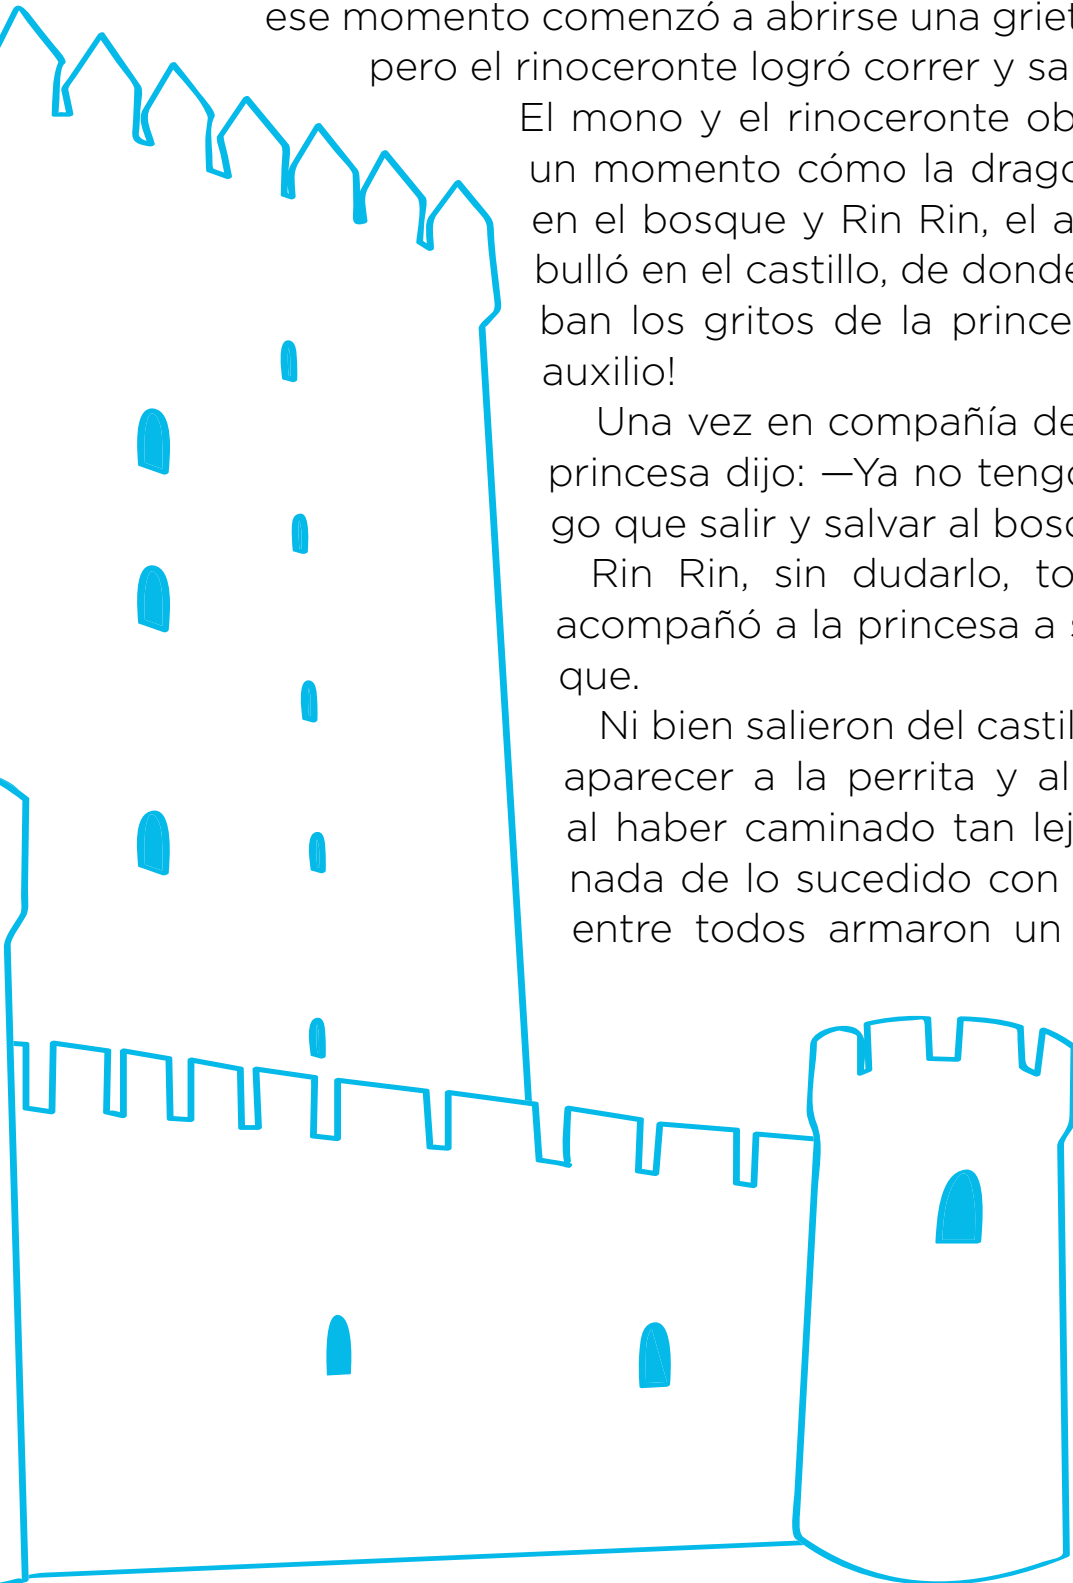 ese momento comenzó a abrirse una griet
pero el rinoceronte logró correr y sa
El mono y el rinoceronte ob
un momento cómo la drago
en el bosque y Rin Rin, el a
bulló en el castillo, de donde
ban los gritos de la prince
auxilio!
Una vez en compañía de
princesa dijo: —Ya no tengo
go que salir y salvar al bosq
Rin Rin, sin dudarlo, to
acompañó a la princesa a s
que.
Ni bien salieron del castil
aparecer a la perrita y al
al haber caminado tan lej
nada de lo sucedido con
entre todos armaron un